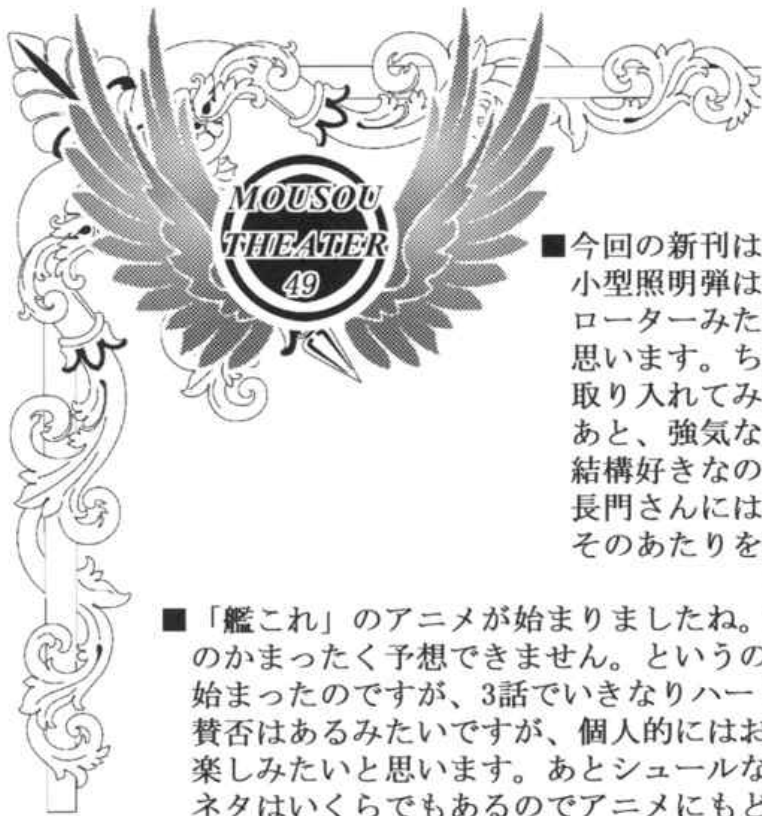 MOUSOU
THEATER
49
■今回の新刊は
小型照明弾は
ローターみた
思います。ち
取り入れてみ
あと、強気な
結構好きなの
長門さんには
そのあたりを
■「艦これ」のアニメが始まりましたね。
のかまったく予想できません。というの
始まったのですが、3話でいきなりハー
賛否はあるみたいですが、個人的にはお
楽しみたいと思います。あとシュールな
ネタはいくらでもあるのでアニメにもど